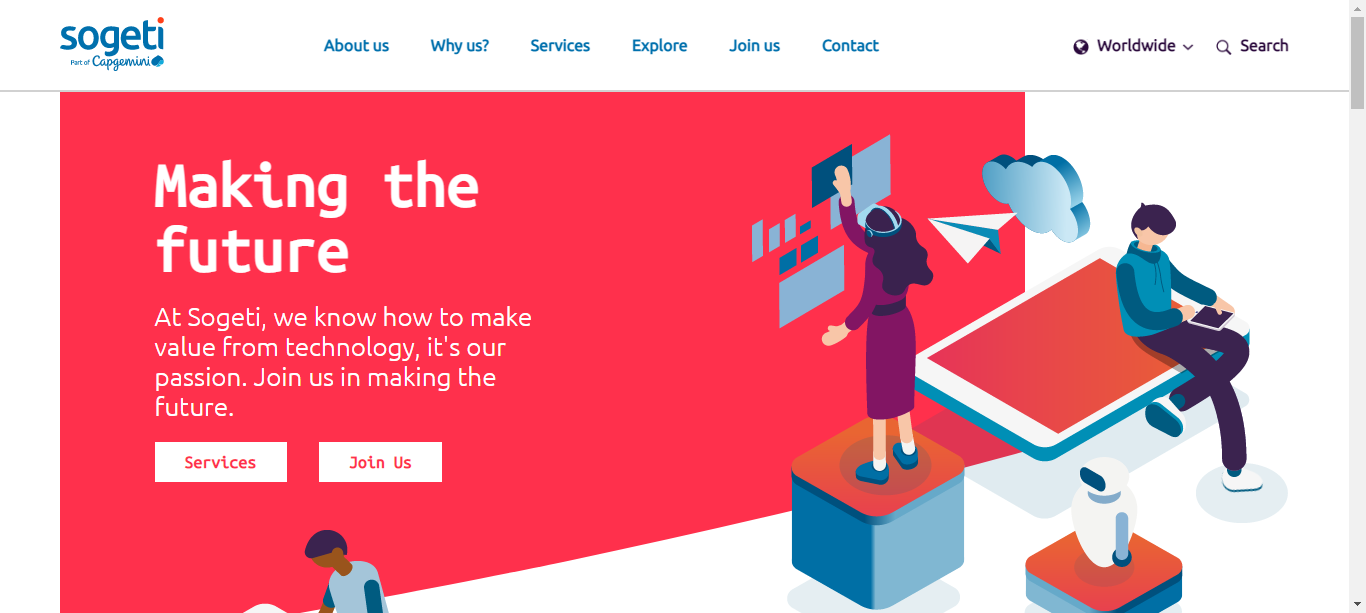 sogeti
Part of Capgemini
About us
Why us?
Services
Explore
Join us
Contact
Worldwide
Search
Making the
future
At Sogeti, we know how to make
value from technology, it's our
passion. Join us in making the
future.
Services
Join Us